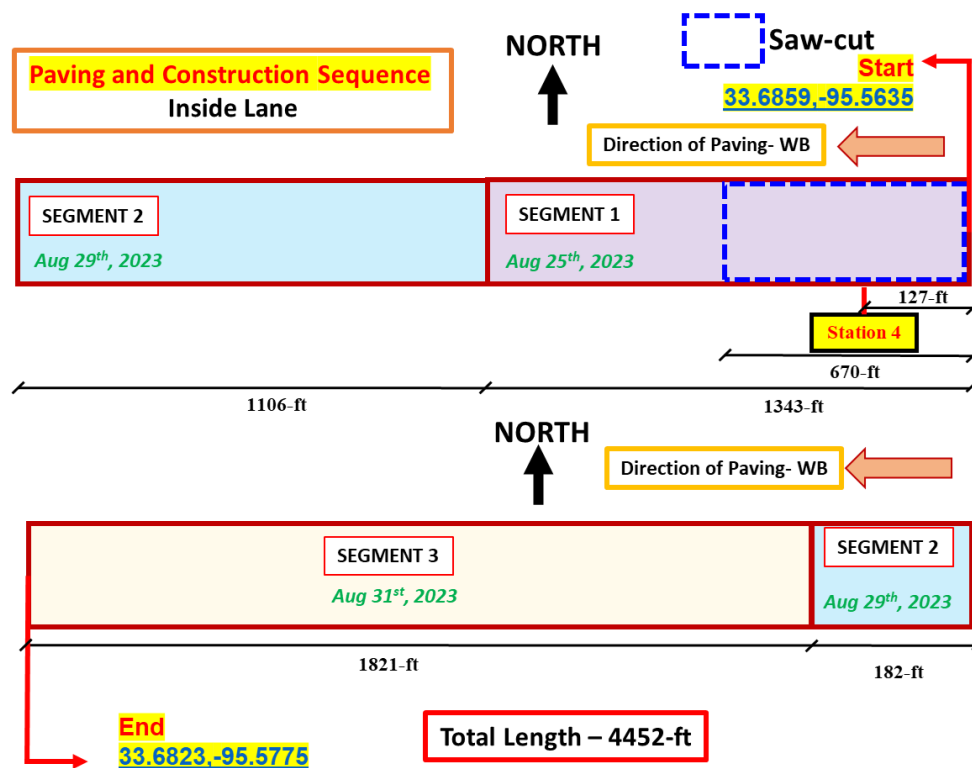 Paving and Construction Sequence
Inside Lane
NORTH
Saw-cut
Start
33.6859,-95.5635
Direction of Paving- WB
SEGMENT 2
Aug 29th, 2023
SEGMENT 1
Aug 25th, 2023
127-ft
Station 4
670-ft
1106-ft
1343-ft
NORTH
Direction of Paving- WB
SEGMENT 3
Aug 31st, 2023
SEGMENT 2
Aug 29th, 2023
1821-ft
182-ft
End
33.6823,-95.5775
Total Length – 4452-ft